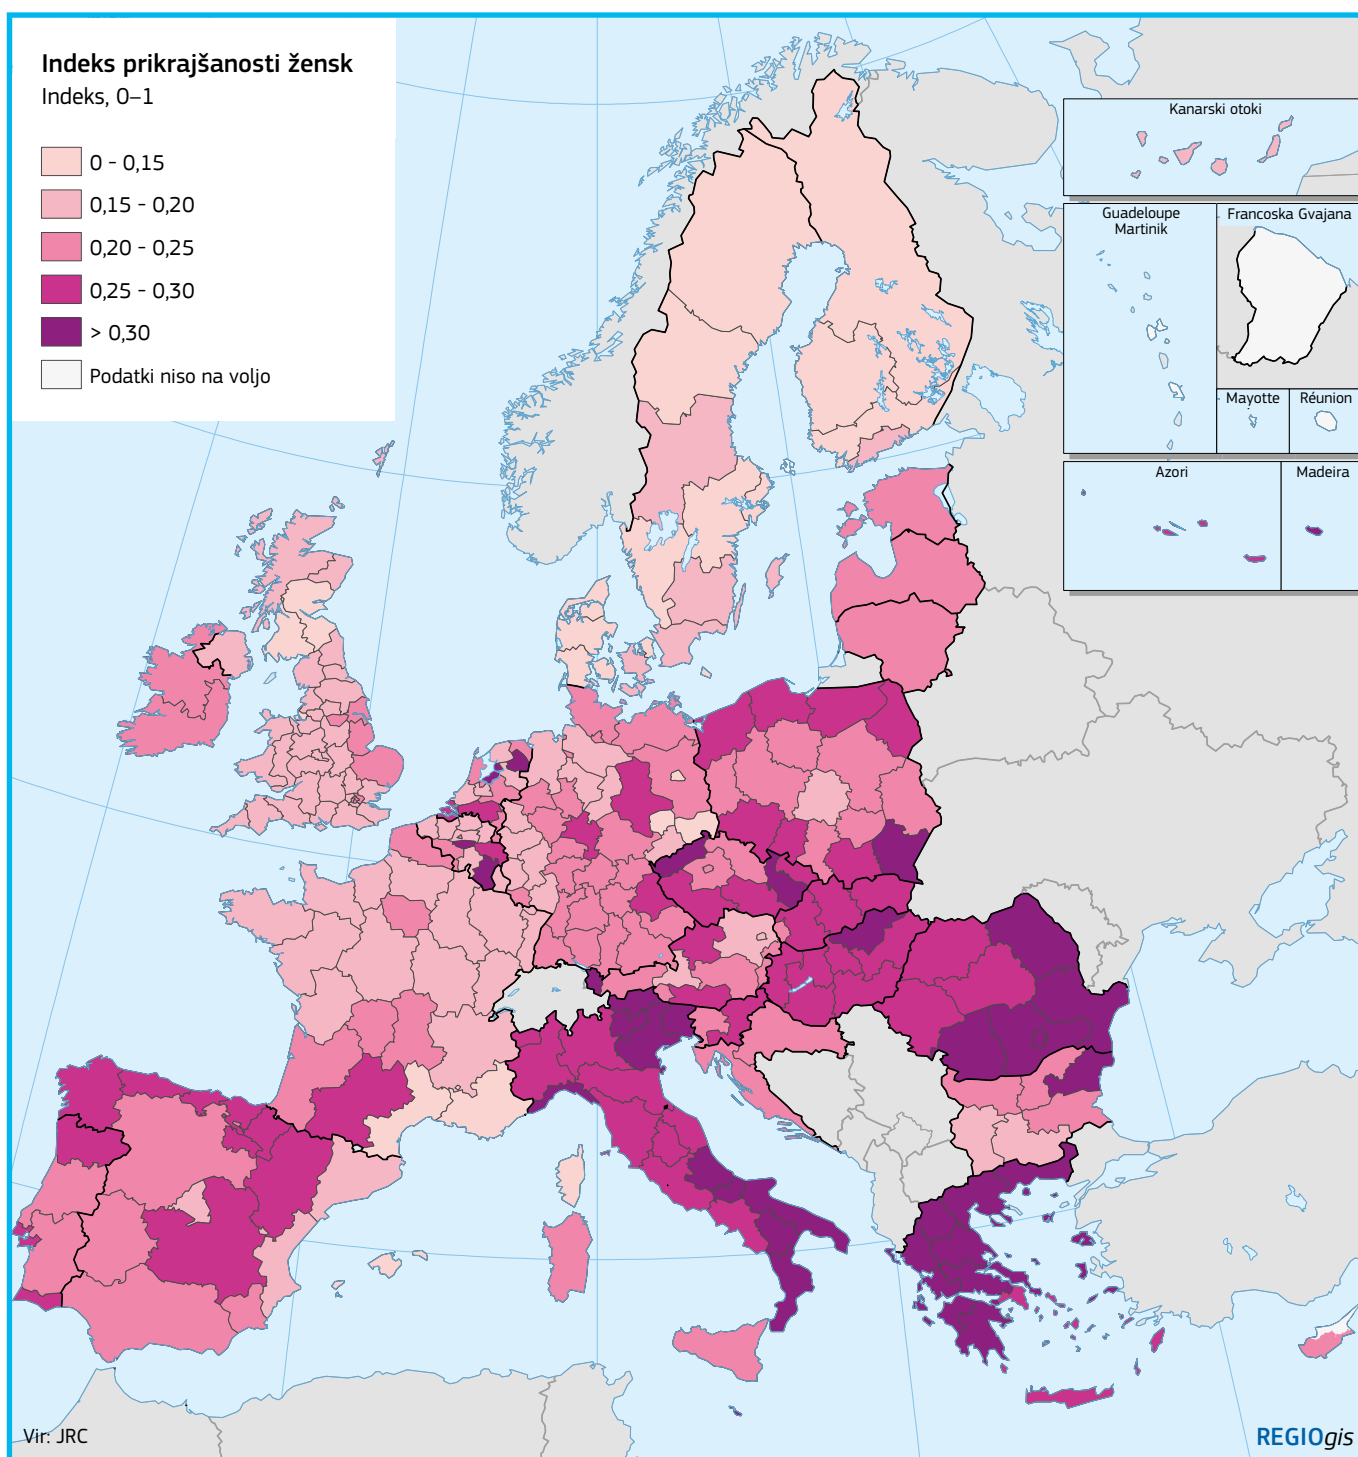 Indeks prikrajšanosti žensk
Indeks, 0–1
0 - 0,15
0,15 - 0,20
0,20 - 0,25
0,25 - 0,30
> 0,30
Podatki niso na voljo
Kanarski otoki
Guadeloupe
Martinik
Francoska Gvajana
Mayotte
Réunion
Azori
Madeira
Vir: JRC
REGIOgis